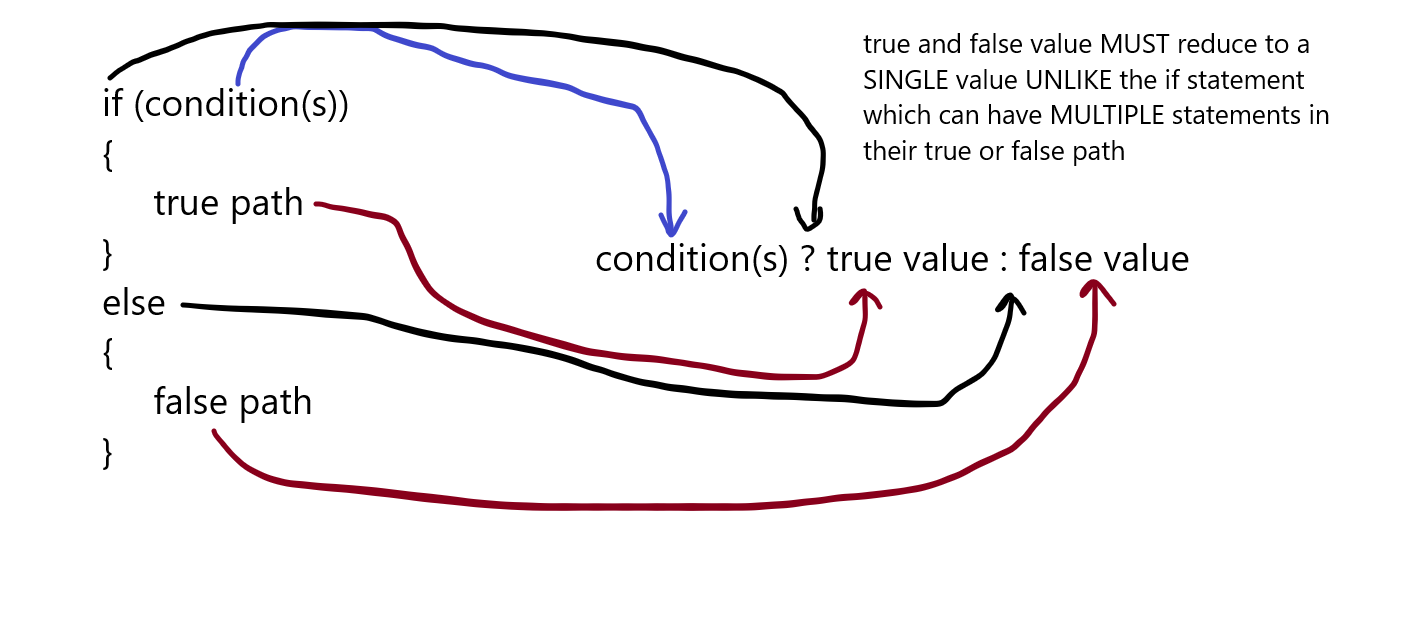 true and false value MUST reduce to a
SINGLE value UNLIKE the if statement
which can have MULTIPLE statements in
their true or false path
if (condition(s))
{
true path
}
else
{
false path
}
condition(s) ? true value : false value